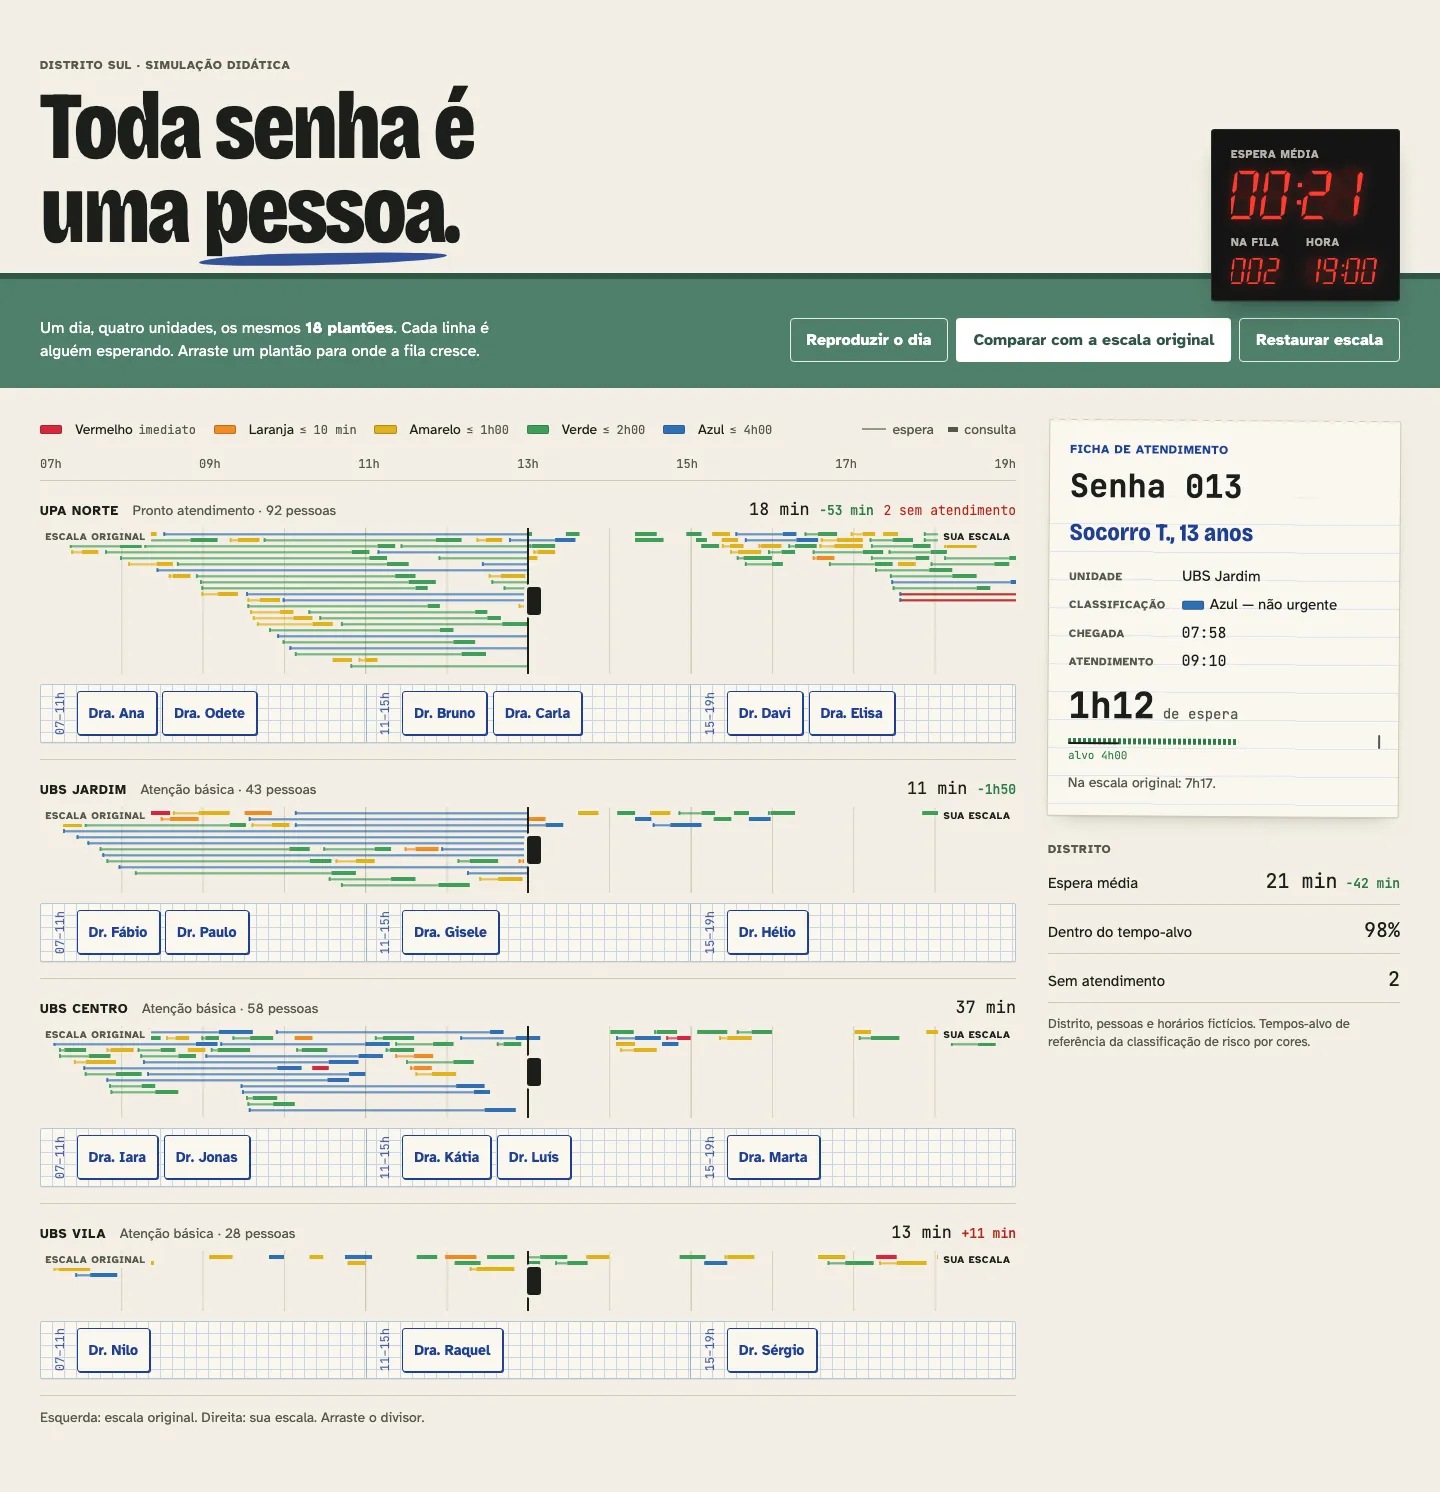 DISTRITO SUL · SIMULAÇÃO DIDÁTICA
Toda senha é
uma pessoa.
ESPERA MÉDIA
00:21
NA FILA HORA
002 19:00
Um dia, quatro unidades, os mesmos 18 plantões. Cada linha é
alguém esperando. Arraste um plantão para onde a fila cresce.
Reproduzir o dia
Comparar com a escala original
Restaurar escala
Vermelho imediato Laranja ≤ 10 min Amarelo ≤ 1h00 Verde ≤ 2h00 Azul ≤ 4h00 espera consulta
07h 09h 11h 13h 15h 17h 19h
UPA NORTE Pronto atendimento · 92 pessoas 18 min -53 min 2 sem atendimento
ESCALA ORIGINAL SUA ESCALA
07–11h Dra. Ana Dra. Odete 11–15h Dr. Bruno Dra. Carla 15–19h Dr. Davi Dra. Elisa
UBS JARDIM Atenção básica · 43 pessoas 11 min -1h50
ESCALA ORIGINAL SUA ESCALA
07–11h Dr. Fábio Dr. Paulo 11–15h Dra. Gisele 15–19h Dr. Hélio
UBS CENTRO Atenção básica · 58 pessoas 37 min
ESCALA ORIGINAL SUA ESCALA
07–11h Dra. Iara Dr. Jonas 11–15h Dra. Kátia Dr. Luís 15–19h Dra. Marta
UBS VILA Atenção básica · 28 pessoas 13 min +11 min
ESCALA ORIGINAL SUA ESCALA
07–11h Dr. Nilo 11–15h Dra. Raquel 15–19h Dr. Sérgio
Esquerda: escala original. Direita: sua escala. Arraste o divisor.
FICHA DE ATENDIMENTO
Senha 013
Socorro T., 13 anos
UNIDADE UBS Jardim
CLASSIFICAÇÃO Azul — não urgente
CHEGADA 07:58
ATENDIMENTO 09:10
1h12 de espera
alvo 4h00
Na escala original: 7h17.
DISTRITO
Espera média 21 min -42 min
Dentro do tempo-alvo 98%
Sem atendimento 2
Distrito, pessoas e horários fictícios. Tempos-alvo de
referência da classificação de risco por cores.